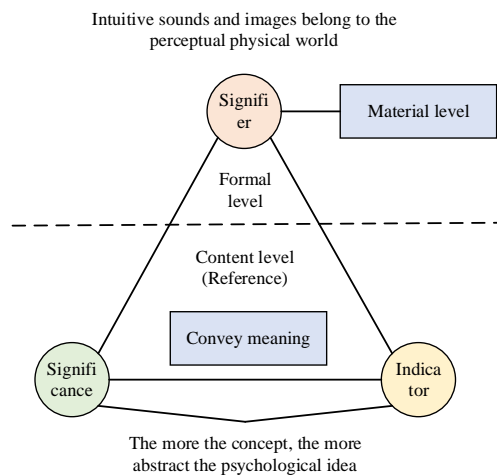 Intuitive sounds and images belong to the
perceptual physical world
Signifi
er
Material level
Formal
level
Content level
(Reference)
Convey meaning
Signifi
cance
Indica
tor
The more the concept, the more
abstract the psychological idea